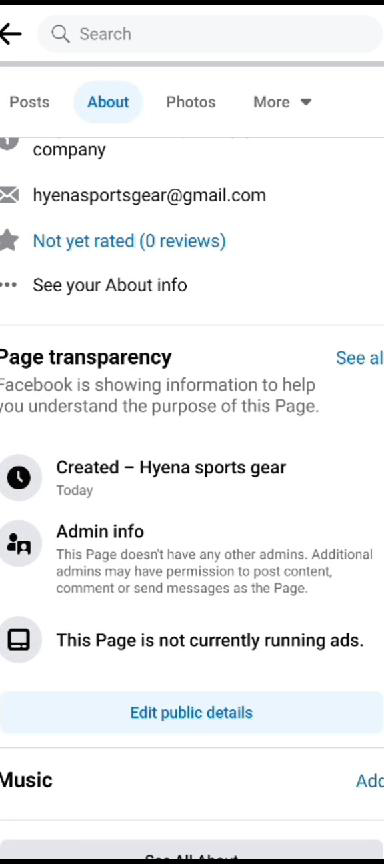 Search
Posts
About
Photos
More
company
hyenasportsgear@gmail.com
Not yet rated (0 reviews)
See your About info
Page transparency
See al
Facebook is showing information to help
you understand the purpose of this Page.
Created – Hyena sports gear
Today
Admin info
This Page doesn't have any other admins. Additional
admins may have permission to post content,
comment or send messages as the Page.
This Page is not currently running ads.
Edit public details
Music
Add
See All About